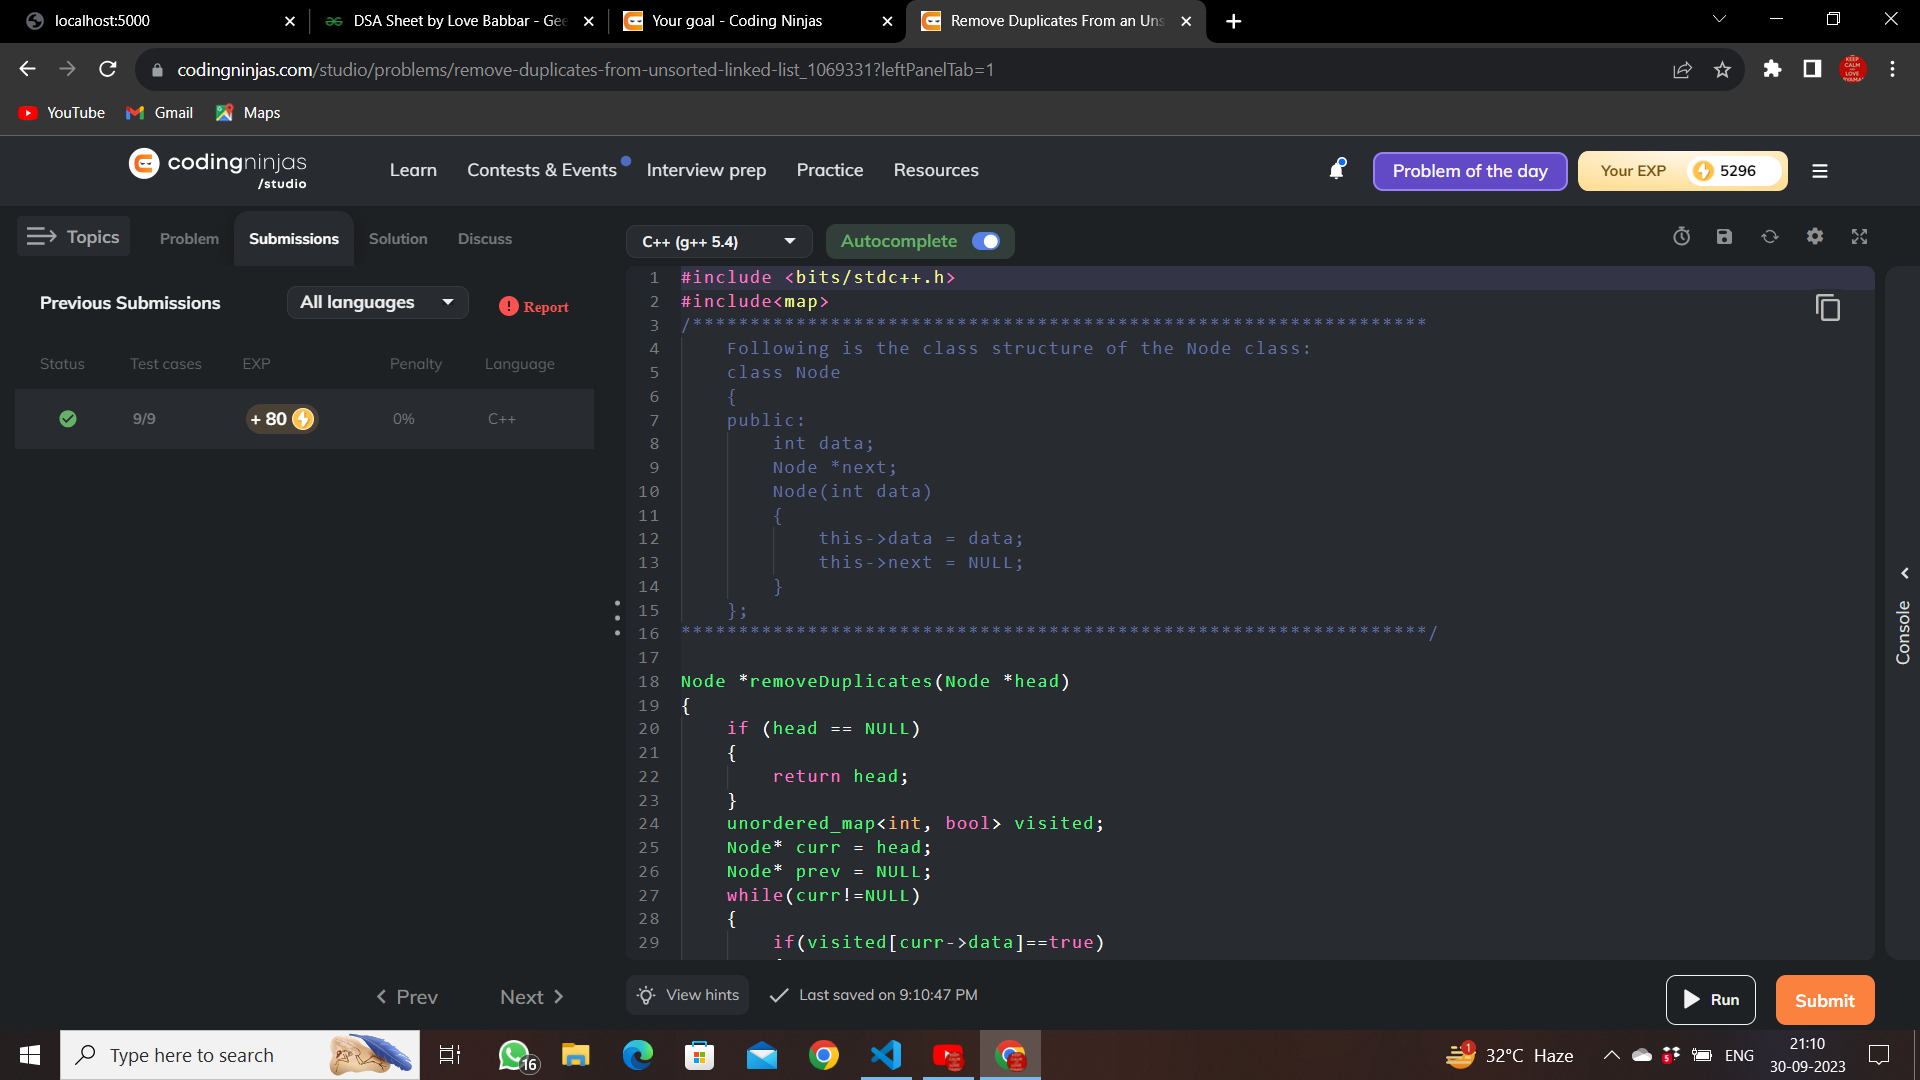 localhost:5000
DSA Sheet by Love Babbar - Gee
Your goal - Coding Ninjas
Remove Duplicates From an Uns
codingninjas.com/studio/problems/remove-duplicates-from-unsorted-linked-list_1069331?leftPanelTab=1
YouTube
Gmail
Maps
codingninjas
/studio
Learn
Contests & Events
Interview prep
Practice
Resources
Problem of the day
Your EXP
5296
Topics
Problem
Submissions
Solution
Discuss
C++ (g++ 5.4)
Autocomplete
Previous Submissions
All languages
Report
Status
Test cases
EXP
Penalty
Language
9/9
+ 80
0%
C++
1 #include <bits/stdc++.h>
2 #include<map>
3 /****************************************************************
4 Following is the class structure of the Node class:
5 class Node
6 {
7 public:
8 int data;
9 Node *next;
10 Node(int data)
11 {
12 this->data = data;
13 this->next = NULL;
14 }
15 };
16 *****************************************************************/
17
18 Node *removeDuplicates(Node *head)
19 {
20 if (head == NULL)
21 {
22 return head;
23 }
24 unordered_map<int, bool> visited;
25 Node* curr = head;
26 Node* prev = NULL;
27 while(curr!=NULL)
28 {
29 if(visited[curr->data]==true)
Console
Prev
Next
View hints
Last saved on 9:10:47 PM
Run
Submit
Type here to search
16
1
32°C Haze
ENG
21:10
30-09-2023